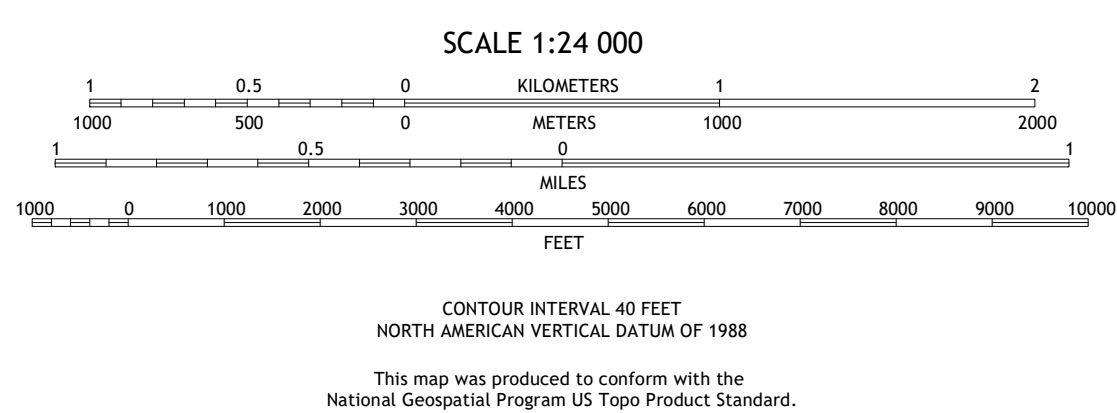 SCALE 1:24 000
1 0.5 0 KILOMETERS 1 2
1000 500 0 METERS 1000 2000
1 0.5 0 1
MILES
1000 0 1000 2000 3000 4000 5000 6000 7000 8000 9000 10000
FEET
CONTOUR INTERVAL 40 FEET
NORTH AMERICAN VERTICAL DATUM OF 1988
This map was produced to conform with the
National Geospatial Program US Topo Product Standard.